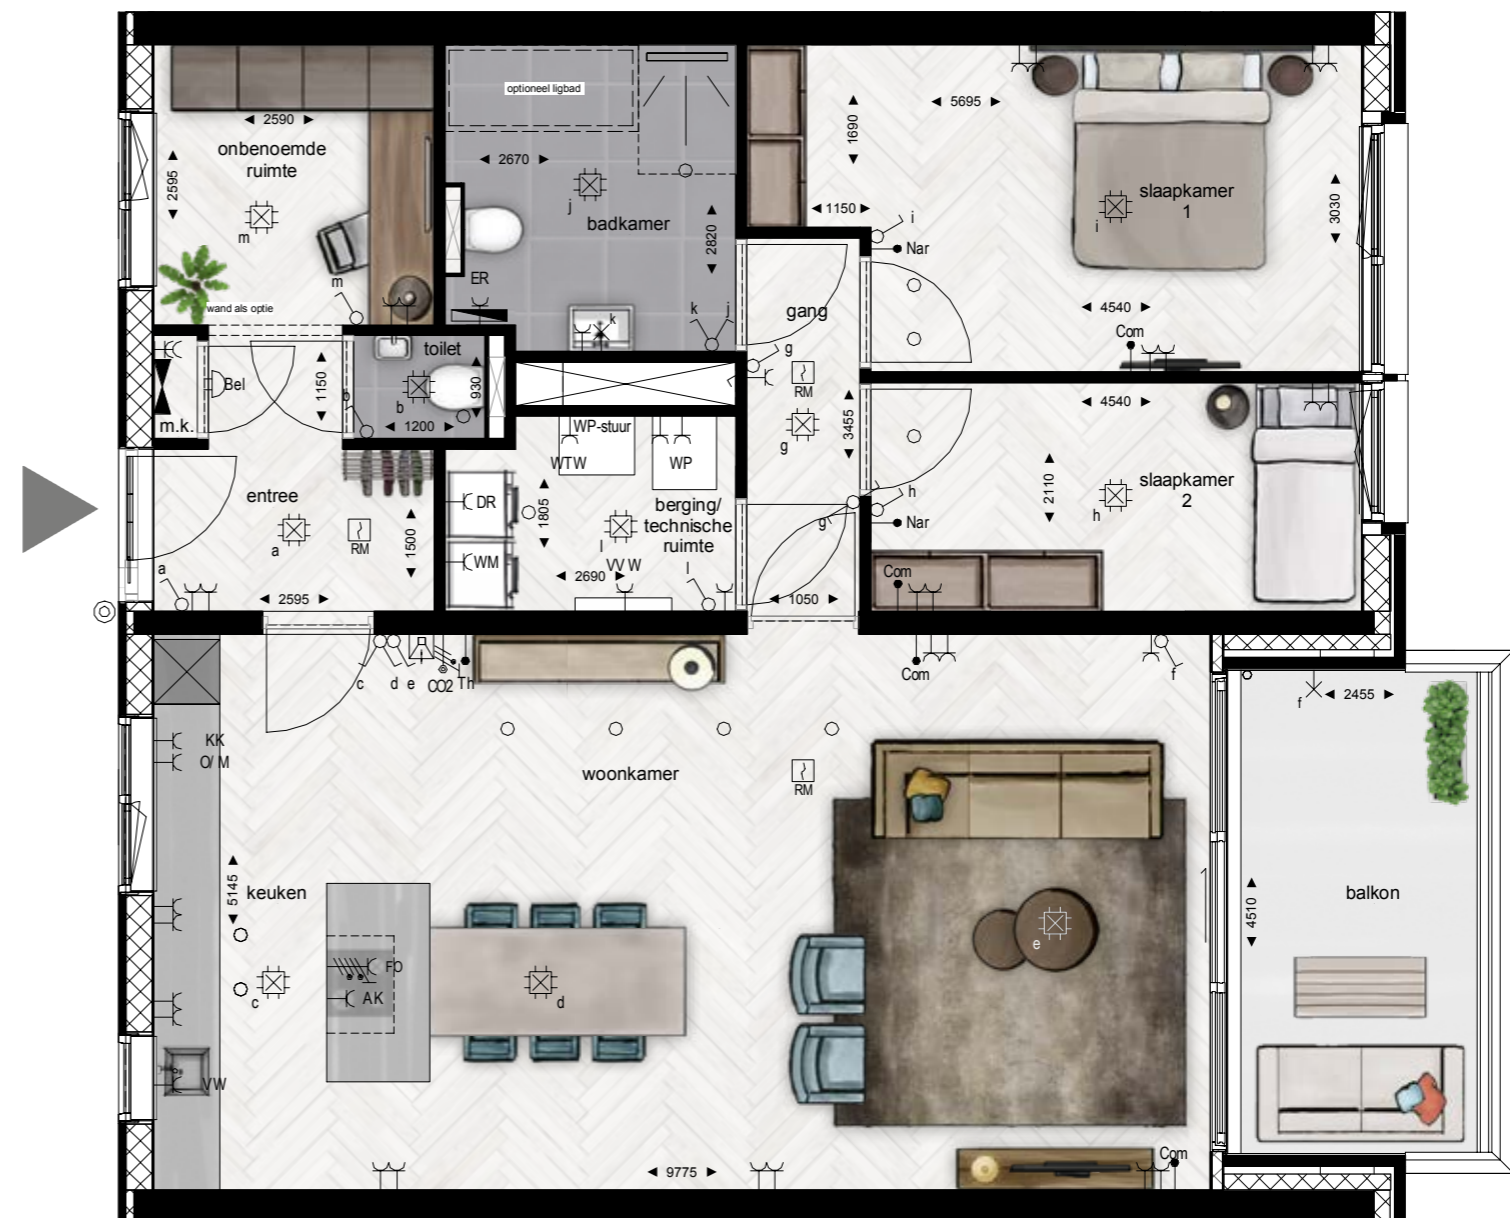 optioneel ligbad
2590
onbenoemde
ruimte
2595
m
m
wand als optie
2670
j
badkamer
2820
ER
k
k
j
5695
1690
1150
i
Nar
slaapkamer
1
i
3030
4540
Com
gang
g
RM
g
3455
toilet
b
b
930
1200
Bel
1150
m.k.
entree
a
RM
1500
a
2595
WP-stuur
WTW
WP
DR
WM
1805
berging/
technische
ruimte
l
VVW
2690
l
g
1050
4540
2110
slaapkamer
2
h
h
Nar
Com
c
d
e
CO2
Th
Com
f
f
2455
KK
O/M
woonkamer
RM
5145
keuken
c
FO
AK
d
e
4510
balkon
VW
9775
Com